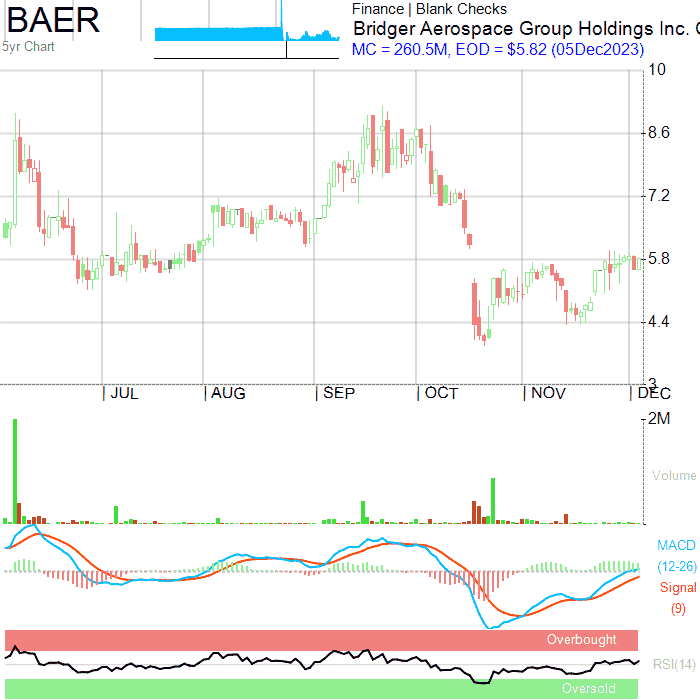 BAER
5yr Chart
Finance | Blank Checks
Bridger Aerospace Group Holdings Inc.
MC = 260.5M, EOD = $5.82 (05Dec2023)
10
8.6
7.2
5.8
4.4
3
| JUL | AUG | SEP | OCT | NOV | DEC
2M
Volume
MACD
(12-26)
Signal
(9)
Overbought
RSI(14)
Oversold